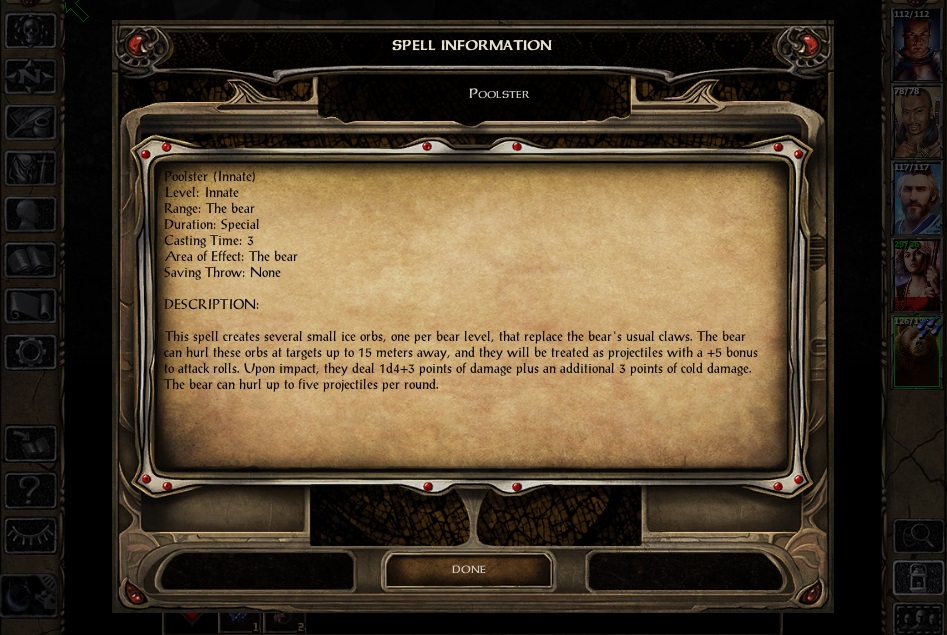 SPELL INFORMATION
POOLSTER
Poolster (Innate)
Level: Innate
Range: The bear
Duration: Special
Casting Time: 3
Area of Effect: The bear
Saving Throw: None
DESCRIPTION:
This spell creates several small ice orbs, one per bear level, that replace the bear's usual claws. The bear
can hurl these orbs at targets up to 15 meters away, and they will be treated as projectiles with a +5 bonus
to attack rolls. Upon impact, they deal 1d4+3 points of damage plus an additional 3 points of cold damage.
The bear can hurl up to five projectiles per round.
DONE
112/112
78/78
117/117
1
2